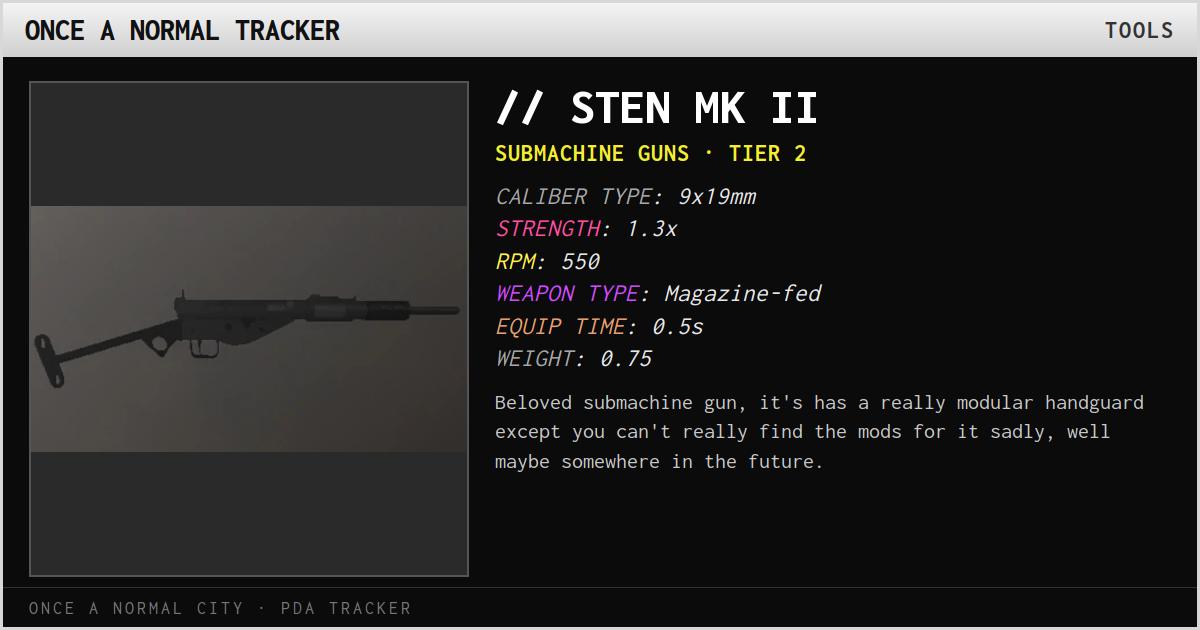 ONCE A NORMAL TRACKER
TOOLS
// STEN MK II
SUBMACHINE GUNS · TIER 2
CALIBER TYPE: 9x19mm
STRENGTH: 1.3x
RPM: 550
WEAPON TYPE: Magazine-fed
EQUIP TIME: 0.5s
WEIGHT: 0.75
Beloved submachine gun, it's has a really modular handguard
except you can't really find the mods for it sadly, well
maybe somewhere in the future.
ONCE A NORMAL CITY · PDA TRACKER